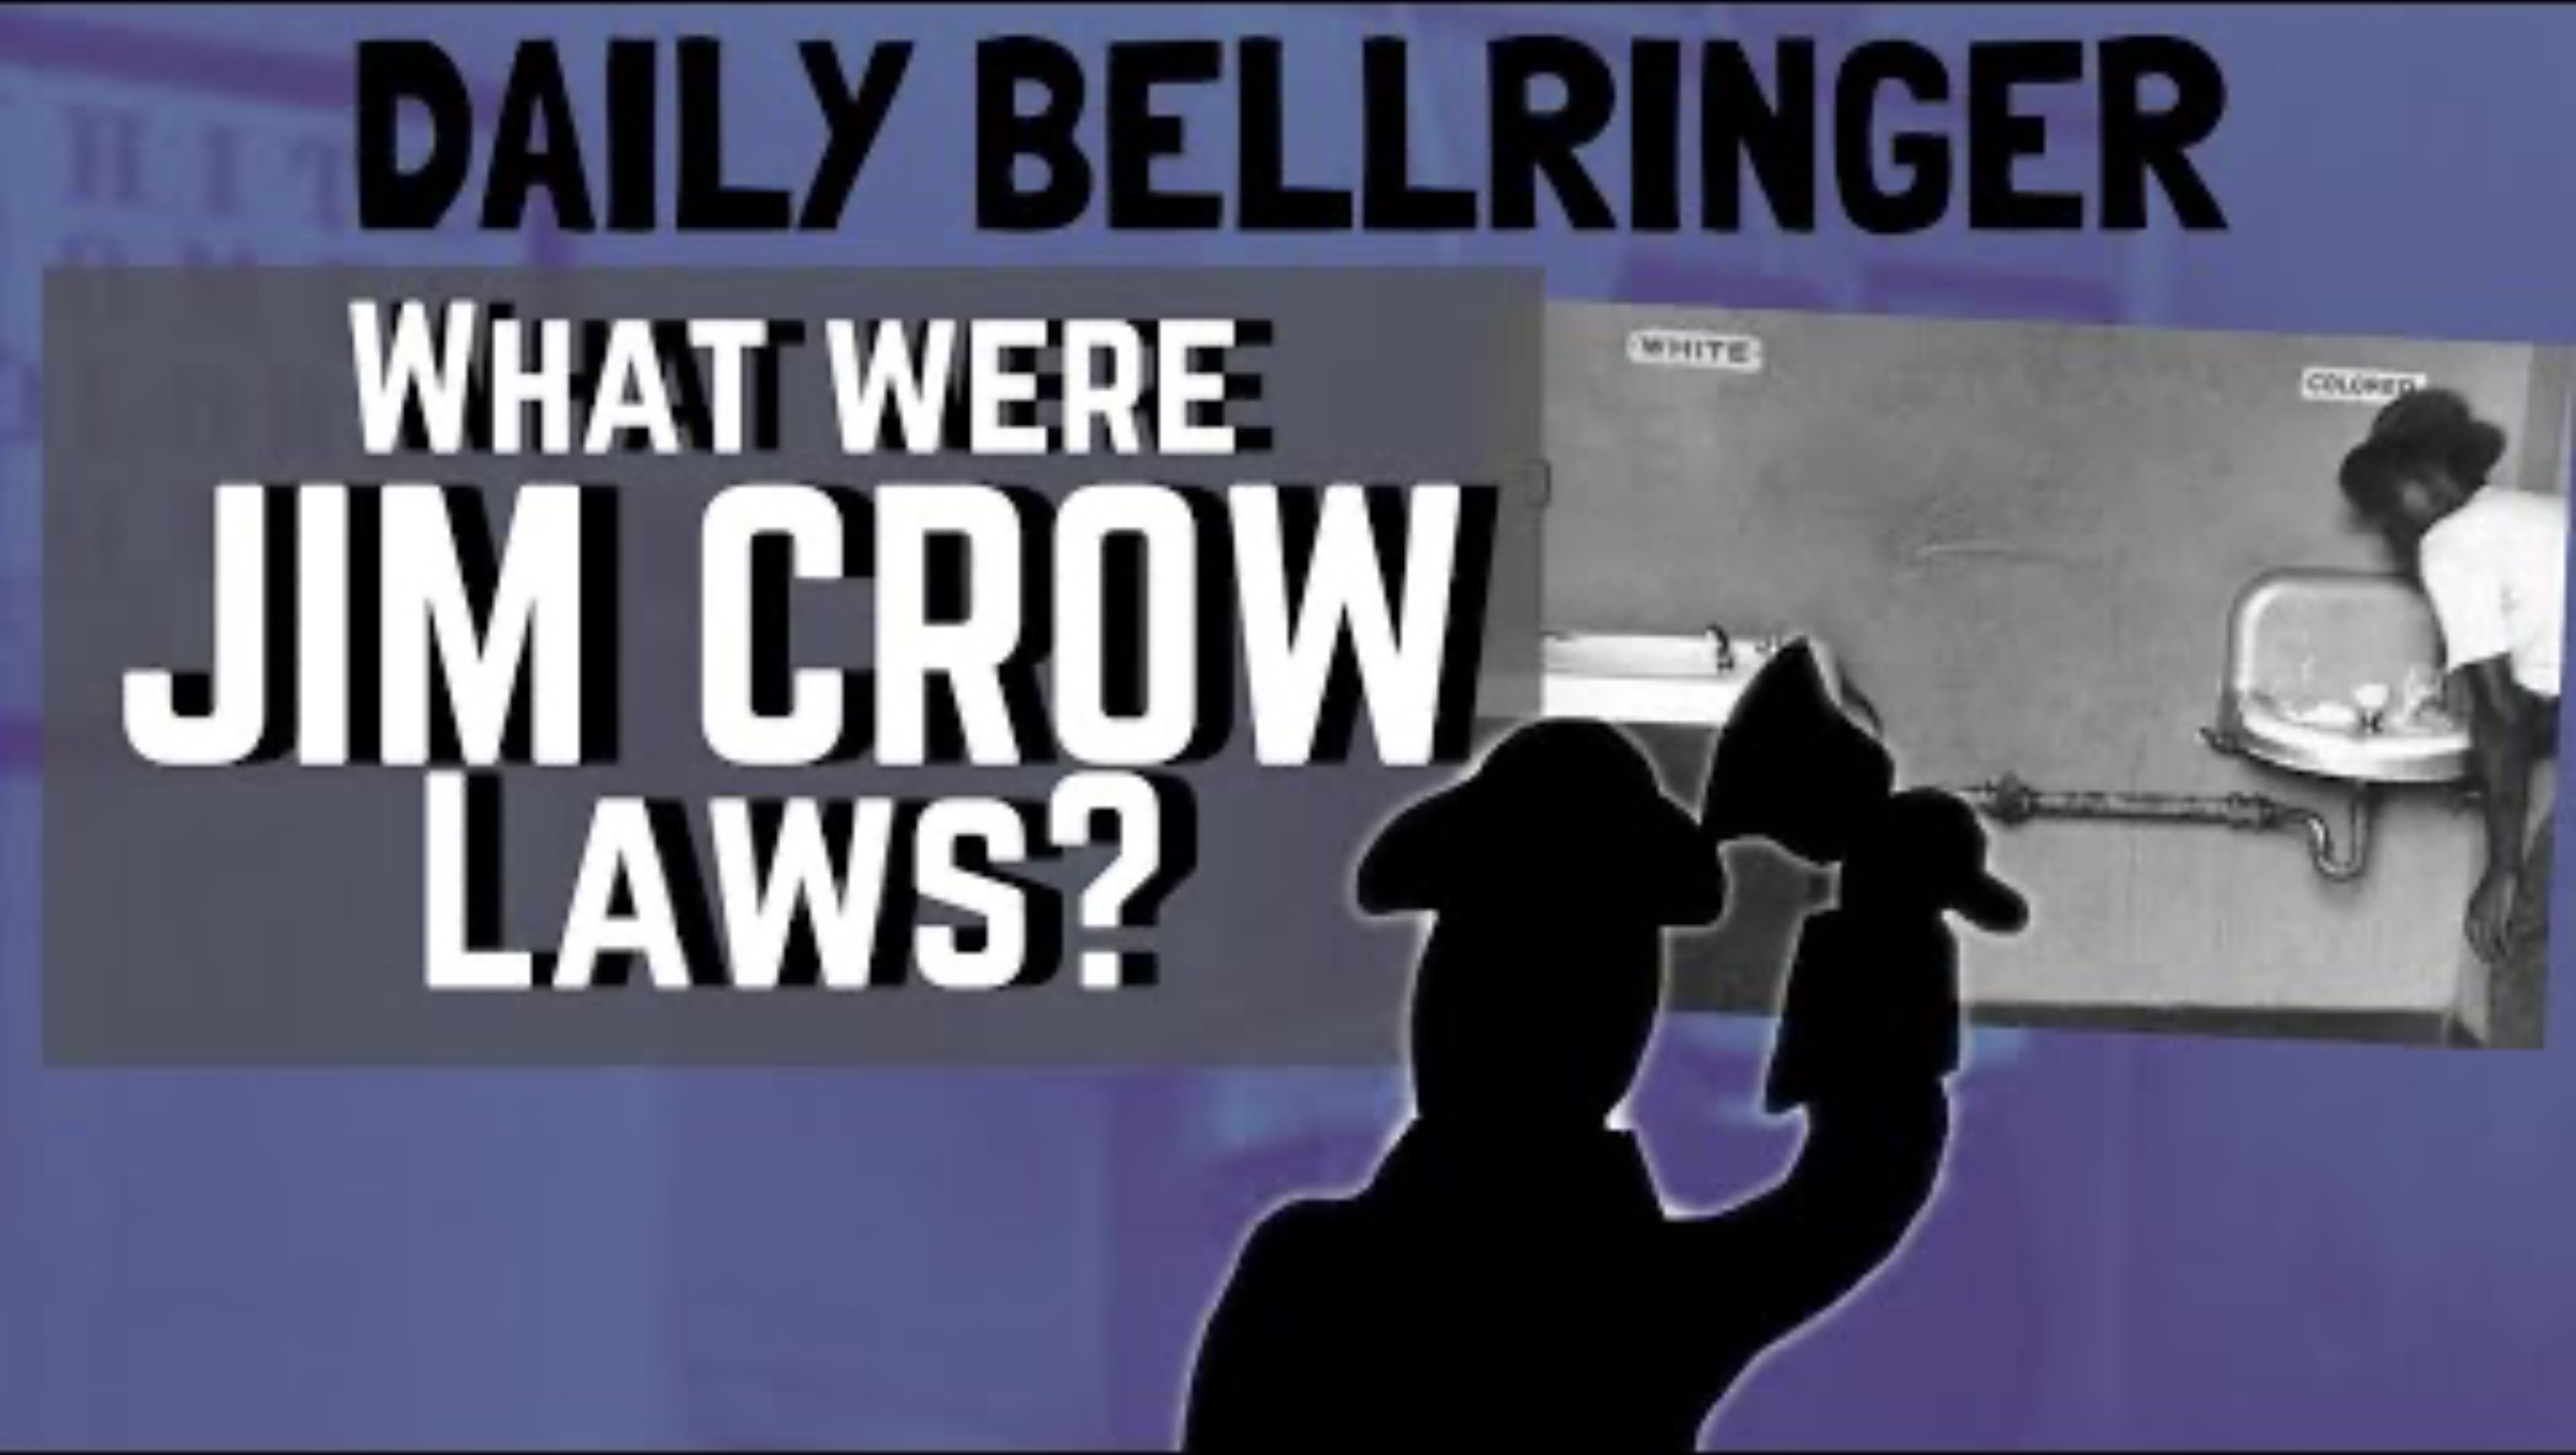 DAILY BELLRINGER
WHAT WERE
JIM CROW
LAWS?
WHITE
COLORED